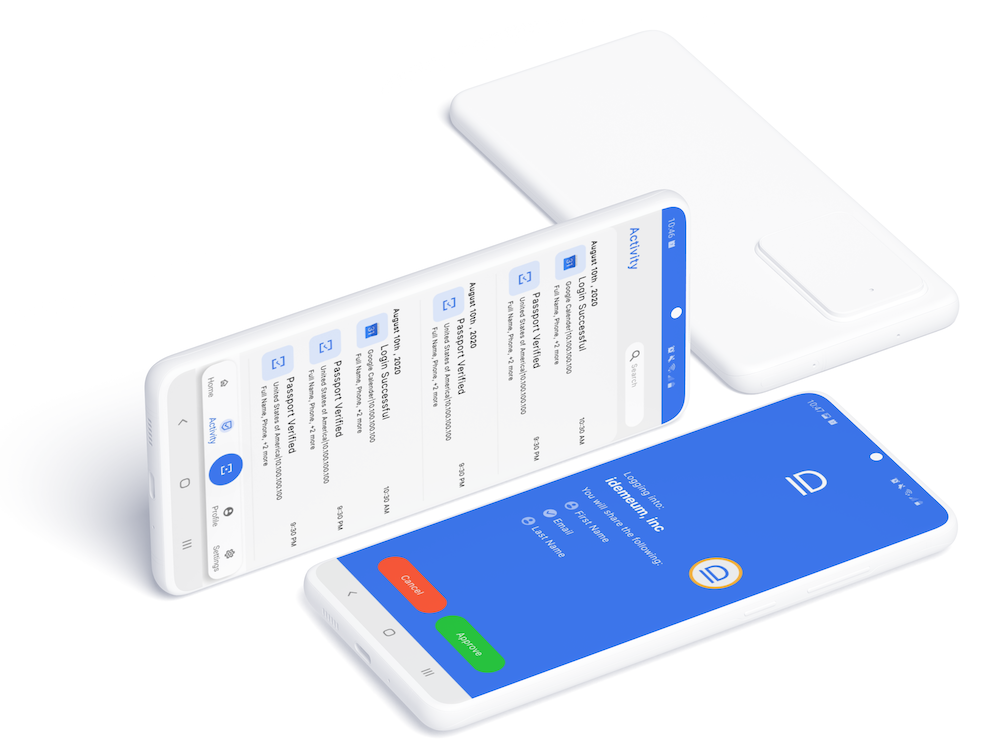 10:46
Activity
Search
August 10th , 2020
Login Successful
Google Calender|10.100.100.100
Full Name, Phone, +2 more
10:30 AM
Passport Verified
United States of America|10.100.100.100
Full Name, Phone, +2 more
9:30 PM
August 10th , 2020
Passport Verified
United States of America|10.100.100.100
Full Name, Phone, +2 more
9:30 PM
August 10th , 2020
Login Successful
Google Calender|10.100.100.100
Full Name, Phone, +2 more
10:30 AM
Passport Verified
United States of America|10.100.100.100
Full Name, Phone, +2 more
9:30 PM
Passport Verified
United States of America|10.100.100.100
Full Name, Phone, +2 more
9:30 PM
Home
Activity
Profile
Settings
10:47
ID
ID
Logging into:
idemeum, inc
You will share the following:
First Name
Email
Last Name
Cancel
Approve